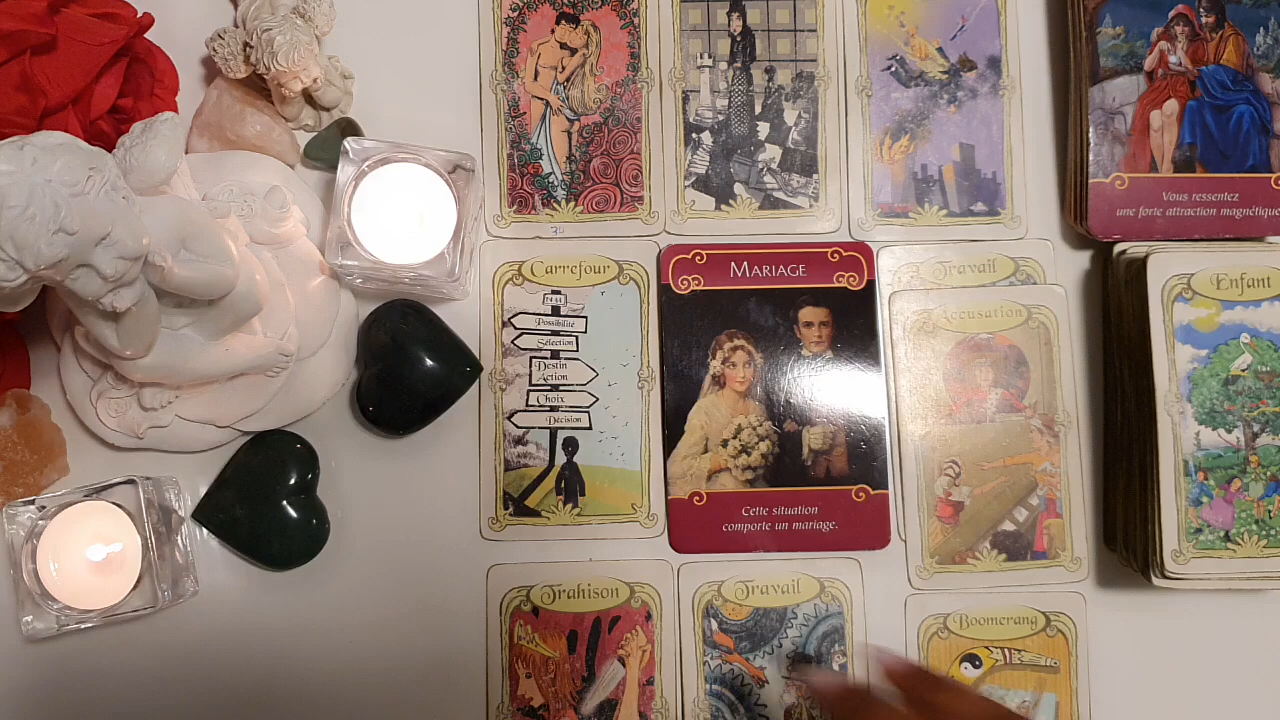 Vous ressentez
une forte attraction magnétique
34
Carrefour
Possibilité
Sélection
Destin
Action
Choix
Décision
MARIAGE
Cette situation
comporte un mariage.
Travail
Accusation
Enfant
Trahison
Travail
Boomerang